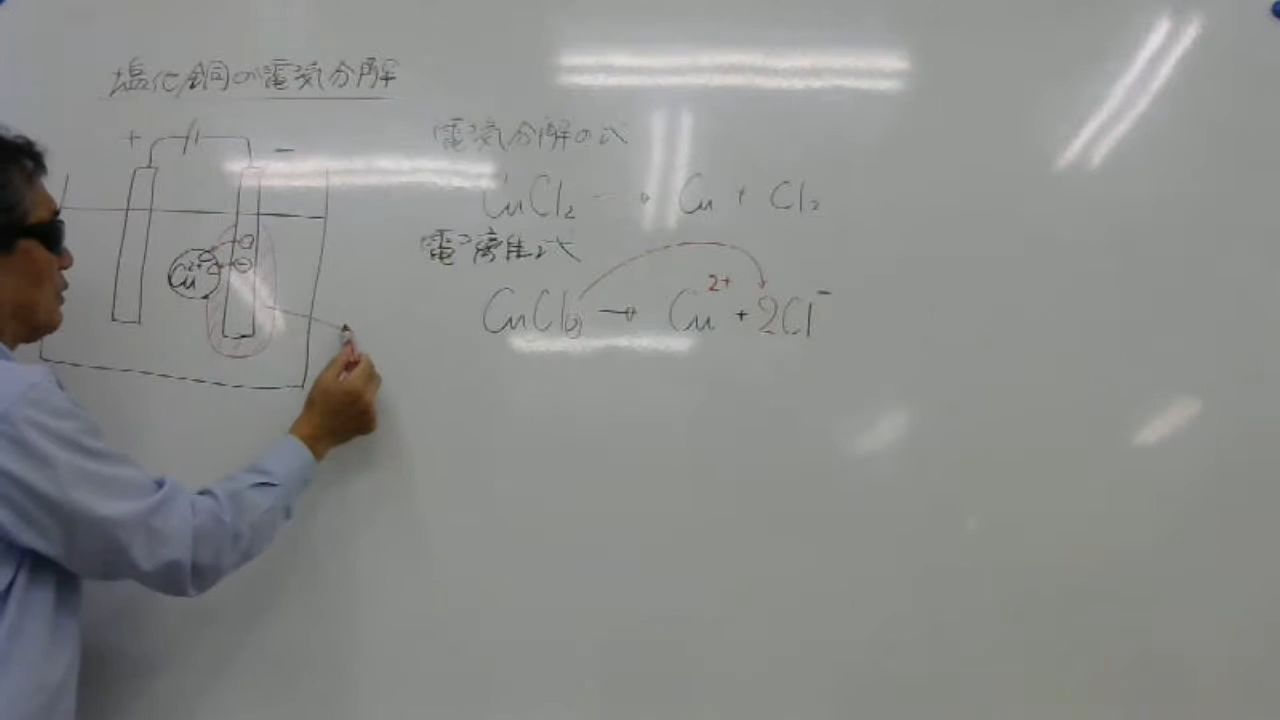 塩化銅の電気分解
+ −
Cu2+
⊖
電気分解の式
CuCl₂ → Cu + Cl₂
電離式
CuCl₂ → Cu²⁺ + 2Cl⁻